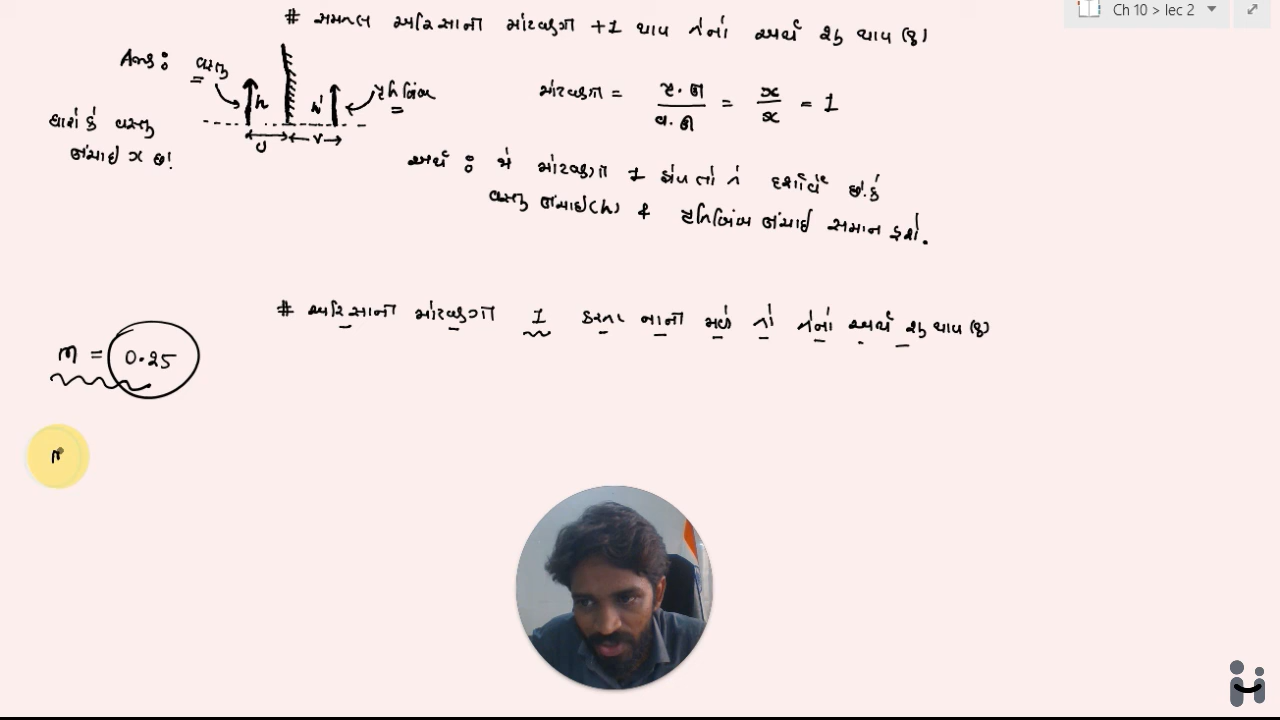 Ch 10 > lec 2
# સમતલ અરિસાની મોટવણી +1 થાય તેનો અર્થ શું થાય છે
Ans :
વસ્તુ
h
h'
પ્રતિબિંબ
U
V
ધારો કે વસ્તુ
ઊંચાઈ x છે.
મોટવણી = પ્ર.ઊ / વ.ઊ = x / x = 1
અર્થ : જો મોટવણી 1 હોય તો તે દર્શાવે છે.કે
વસ્તુ ઊંચાઈ(h) & પ્રતિબિંબ ઊંચાઈ સમાન હશે.
# અરિસાની મોટવણી 1 કરતા નાની મળે તો તેનો અર્થ શું થાય છે
m = 0.25